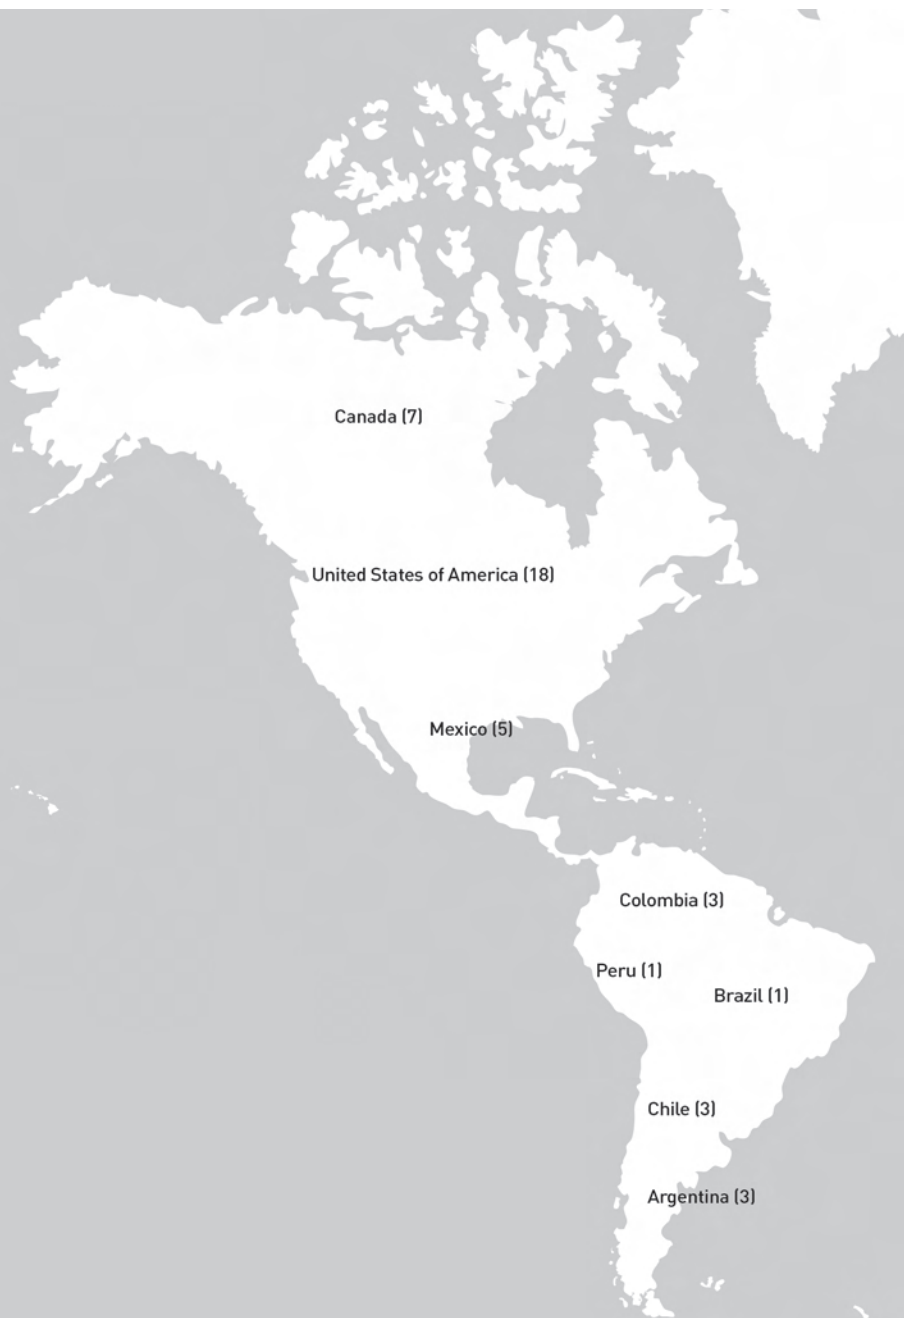 Canada (7)
United States of America (18)
Mexico (5)
Colombia (3)
Peru (1)
Brazil (1)
Chile (3)
Argentina (3)